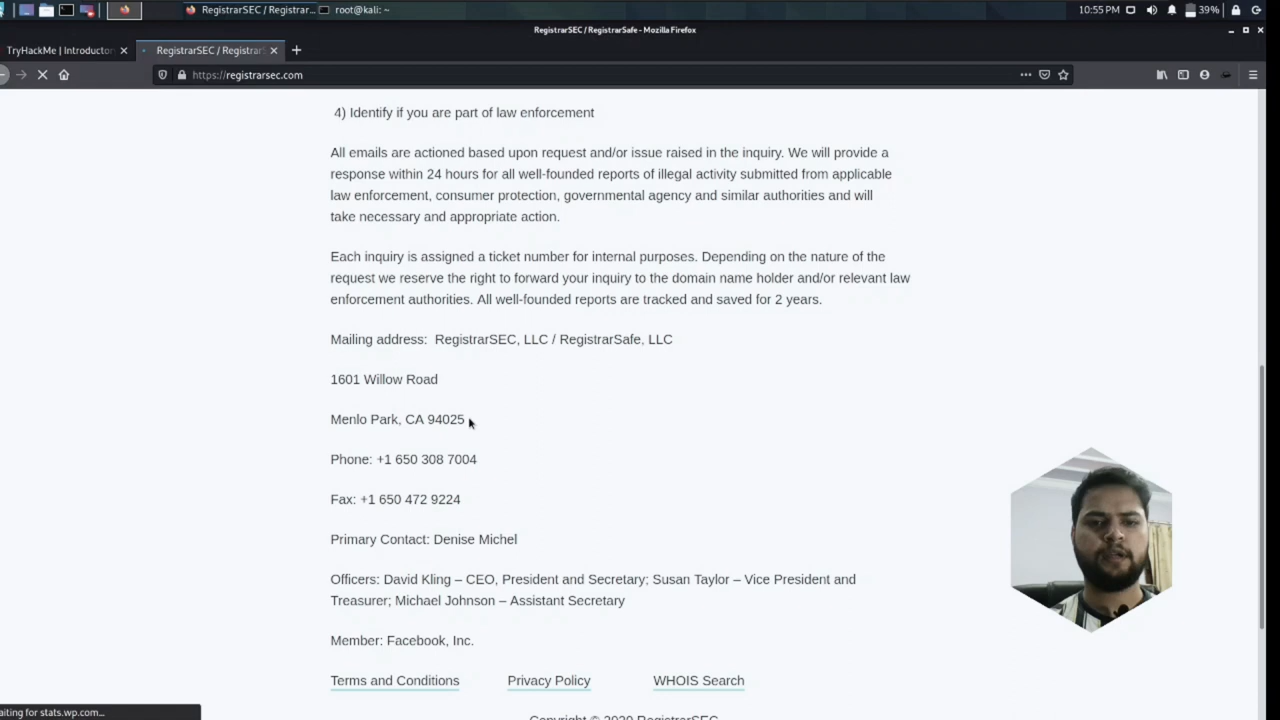 RegistrarSEC / Registrar...
root@kali: ~
10:55 PM
39%
RegistrarSEC / RegistrarSafe - Mozilla Firefox
TryHackMe | Introductor
RegistrarSEC / RegistrarS
https://registrarsec.com
4) Identify if you are part of law enforcement
All emails are actioned based upon request and/or issue raised in the inquiry. We will provide a
response within 24 hours for all well-founded reports of illegal activity submitted from applicable
law enforcement, consumer protection, governmental agency and similar authorities and will
take necessary and appropriate action.
Each inquiry is assigned a ticket number for internal purposes. Depending on the nature of the
request we reserve the right to forward your inquiry to the domain name holder and/or relevant law
enforcement authorities. All well-founded reports are tracked and saved for 2 years.
Mailing address:  RegistrarSEC, LLC / RegistrarSafe, LLC
1601 Willow Road
Menlo Park, CA 94025
Phone: +1 650 308 7004
Fax: +1 650 472 9224
Primary Contact: Denise Michel
Officers: David Kling – CEO, President and Secretary; Susan Taylor – Vice President and
Treasurer; Michael Johnson – Assistant Secretary
Member: Facebook, Inc.
Terms and Conditions
Privacy Policy
WHOIS Search
aiting for stats.wp.com...
Copyright © 2020 RegistrarSEC